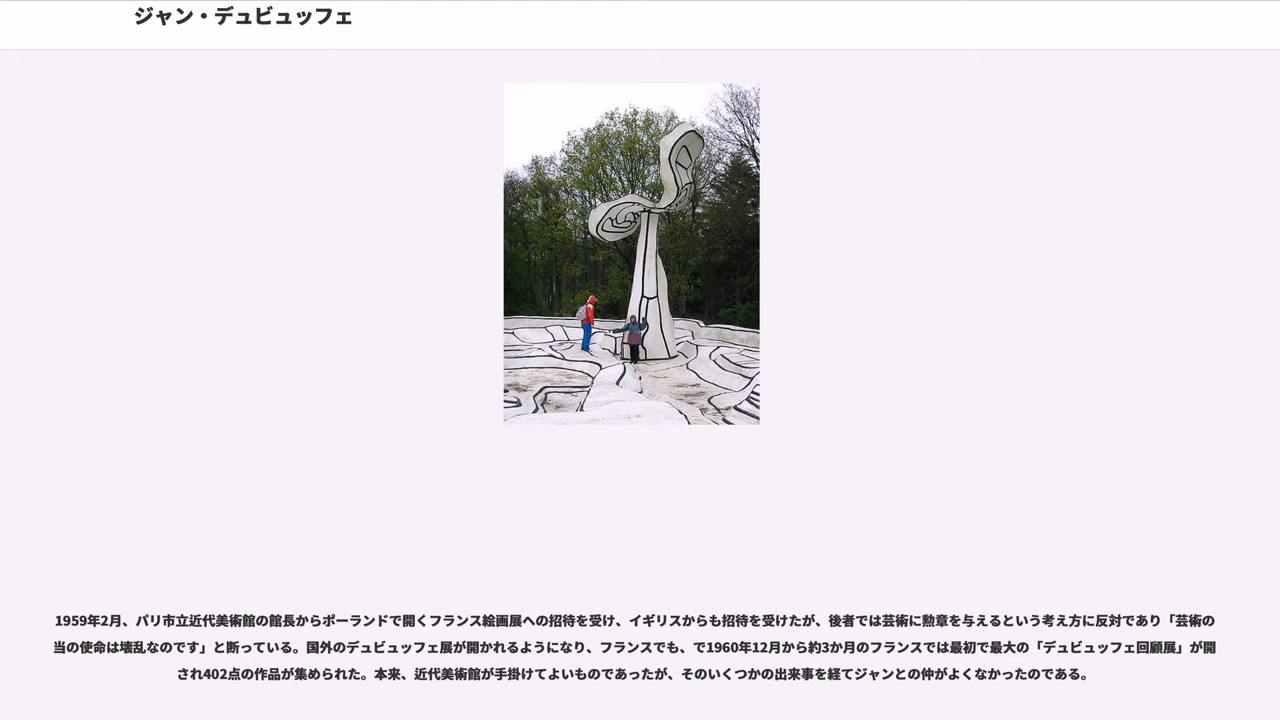 ジャン・デュビュッフェ
1959年2月、パリ市立近代美術館の館長からポーランドで開くフランス絵画展への招待を受け、イギリスからも招待を受けたが、後者では芸術に勲章を与えるという考え方に反対であり「芸術の
当の使命は壊乱なのです」と断っている。国外のデュビュッフェ展が開かれるようになり、フランスでも、で1960年12月から約3か月のフランスでは最初で最大の「デュビュッフェ回顧展」が開
され402点の作品が集められた。本来、近代美術館が手掛けてよいものであったが、そのいくつかの出来事を経てジャンとの仲がよくなかったのである。